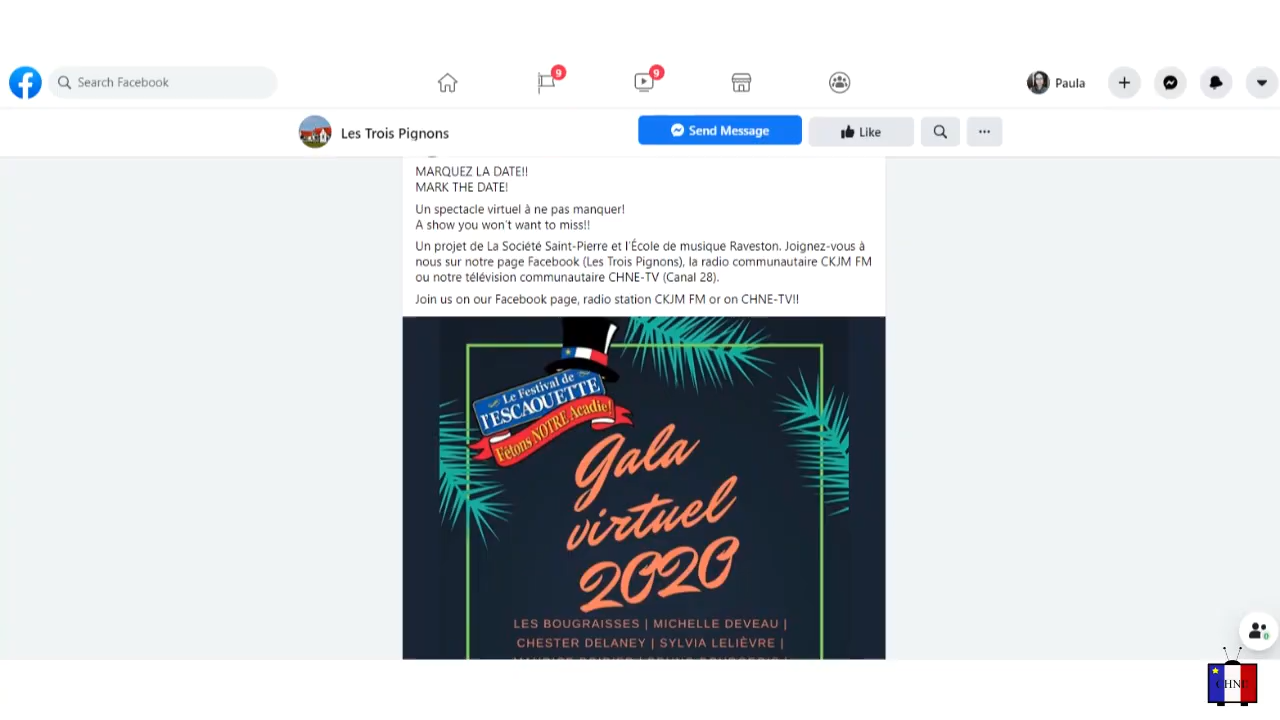 Search Facebook
9
9
Paula
Les Trois Pignons
Send Message
Like
MARQUEZ LA DATE!!
MARK THE DATE!
Un spectacle virtuel à ne pas manquer!
A show you won't want to miss!!
Un projet de La Société Saint-Pierre et l'École de musique Raveston. Joignez-vous à
nous sur notre page Facebook (Les Trois Pignons), la radio communautaire CKJM FM
ou notre télévision communautaire CHNE-TV (Canal 28).
Join us on our Facebook page, radio station CKJM FM or on CHNE-TV!!
Le Festival de
l'ESCAOUETTE
Fêtons NOTRE Acadie!
Gala
virtuel
2020
LES BOUGRAISSES | MICHELLE DEVEAU |
CHESTER DELANEY | SYLVIA LELIÈVRE |
CHNE